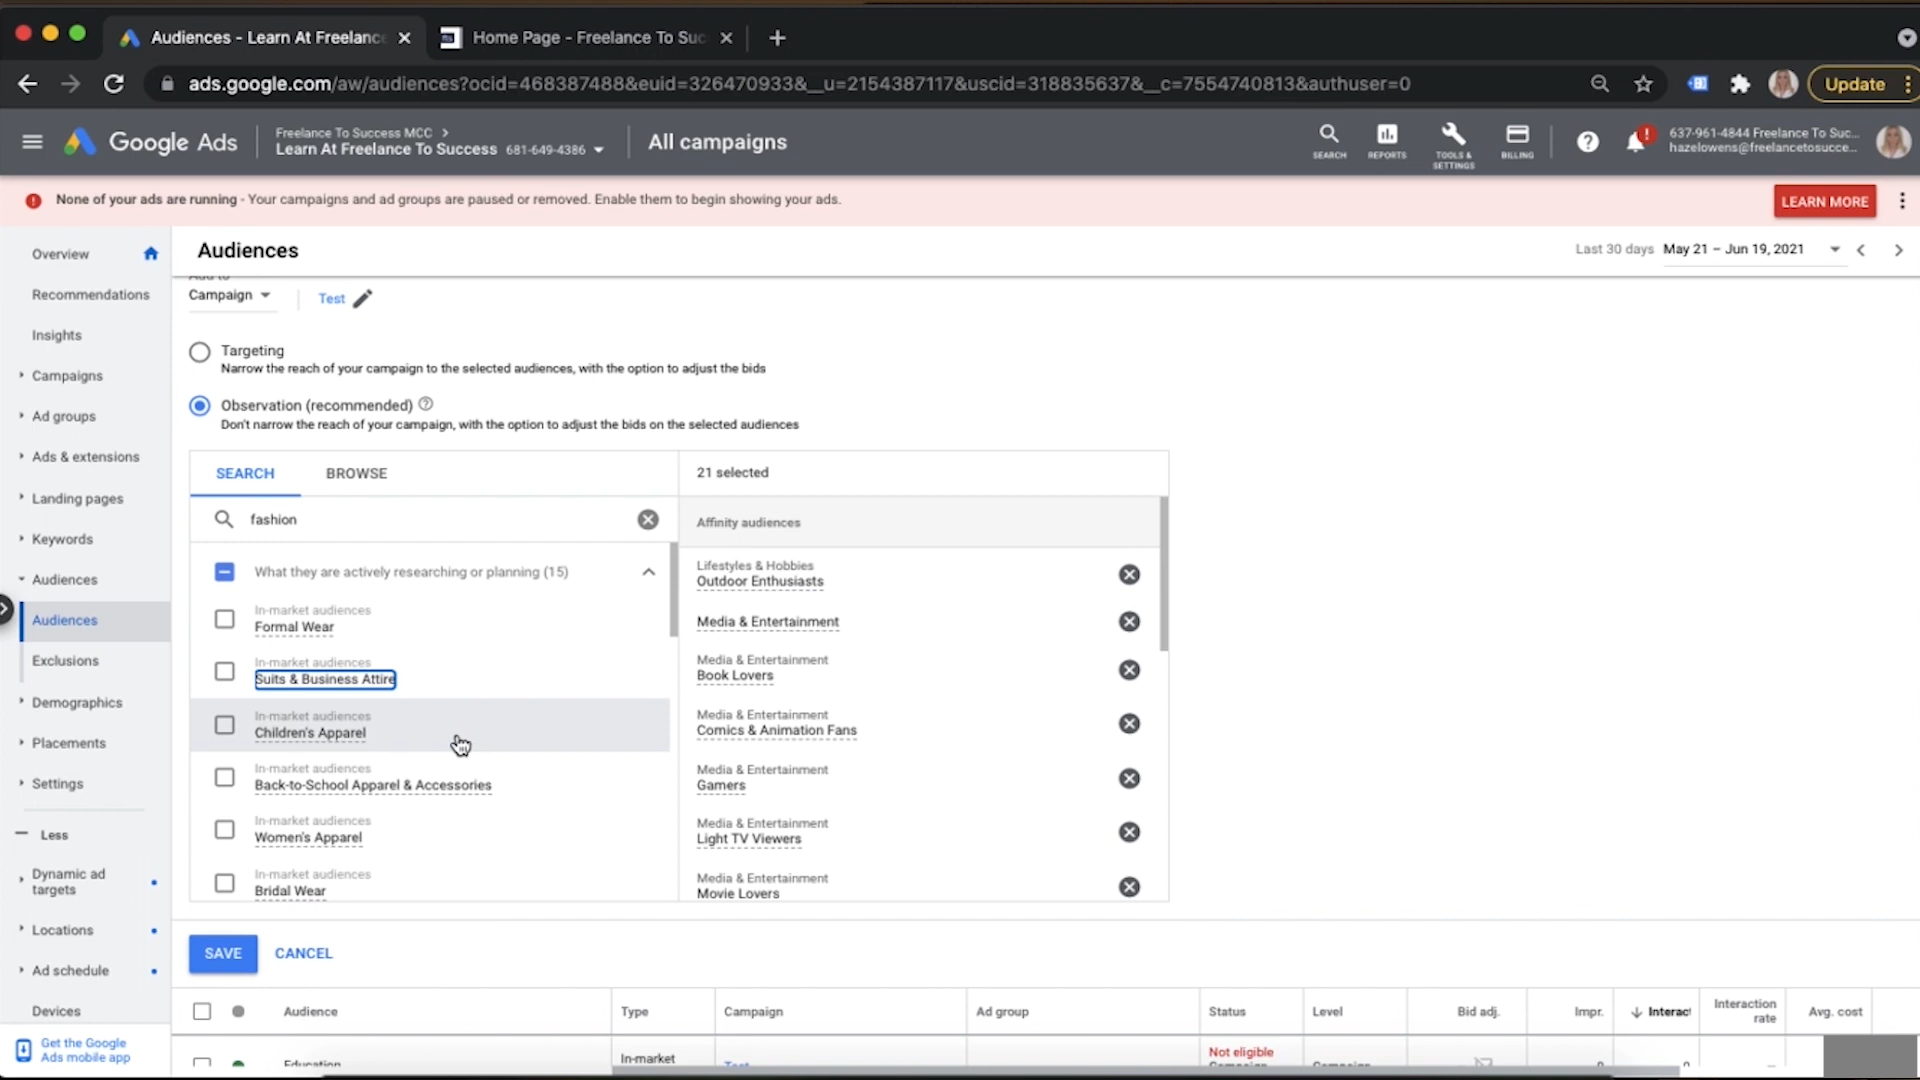 Audiences - Learn At Freelance
Home Page - Freelance To Suc
ads.google.com/aw/audiences?ocid=468387488&euid=326470933&__u=2154387117&uscid=318835637&__c=7554740813&authuser=0
Update
Google Ads
Freelance To Success MCC >
Learn At Freelance To Success 681-649-4386
All campaigns
SEARCH
REPORTS
TOOLS & SETTINGS
BILLING
637-961-4844 Freelance To Suc...
hazelowens@freelancetosucce...
None of your ads are running - Your campaigns and ad groups are paused or removed. Enable them to begin showing your ads.
LEARN MORE
Overview
Recommendations
Insights
Campaigns
Ad groups
Ads & extensions
Landing pages
Keywords
Audiences
Audiences
Exclusions
Demographics
Placements
Settings
Less
Dynamic ad targets
Locations
Ad schedule
Devices
Get the Google
Ads mobile app
Audiences
Last 30 days May 21 – Jun 19, 2021
Add to
Campaign
Test
Targeting
Narrow the reach of your campaign to the selected audiences, with the option to adjust the bids
Observation (recommended)
Don't narrow the reach of your campaign, with the option to adjust the bids on the selected audiences
SEARCH
BROWSE
21 selected
fashion
What they are actively researching or planning (15)
In-market audiences
Formal Wear
In-market audiences
Suits & Business Attire
In-market audiences
Children's Apparel
In-market audiences
Back-to-School Apparel & Accessories
In-market audiences
Women's Apparel
In-market audiences
Bridal Wear
Affinity audiences
Lifestyles & Hobbies
Outdoor Enthusiasts
Media & Entertainment
Media & Entertainment
Book Lovers
Media & Entertainment
Comics & Animation Fans
Media & Entertainment
Gamers
Media & Entertainment
Light TV Viewers
Media & Entertainment
Movie Lovers
SAVE
CANCEL
Audience
Type
Campaign
Ad group
Status
Level
Bid adj.
Impr.
Interact
Interaction rate
Avg. cost
Education
In-market
Test
Not eligible
Campaign
Campaign
0
0